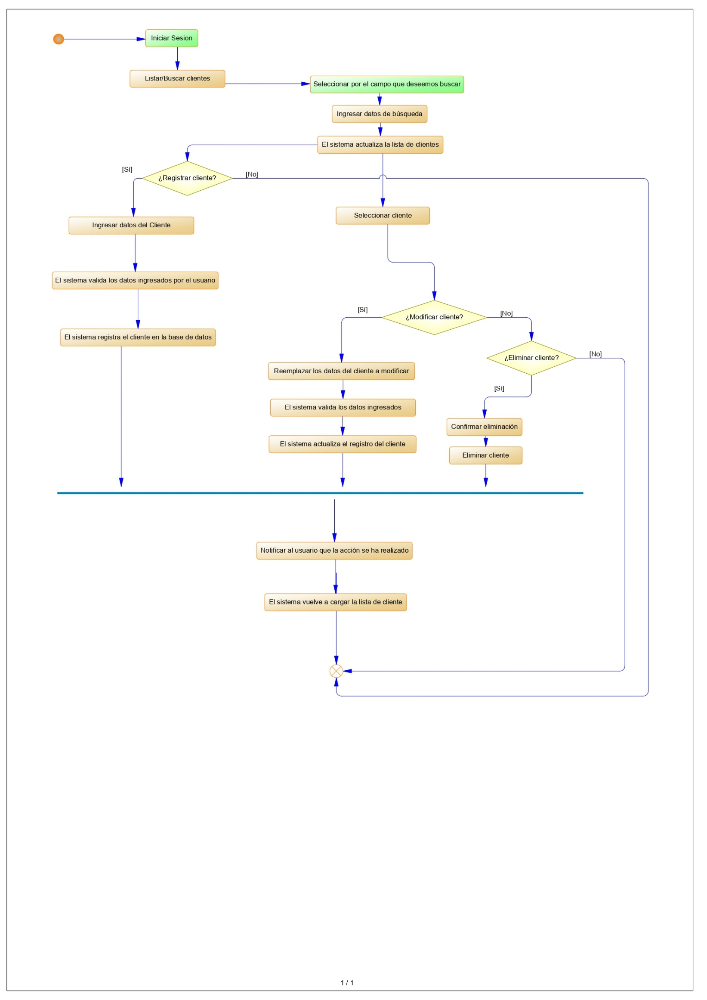 Iniciar Sesion
Listar/Buscar clientes
Seleccionar por el campo que deseemos buscar
Ingresar datos de búsqueda
El sistema actualiza la lista de clientes
[Sí]
¿Registrar cliente?
[No]
Seleccionar cliente
Ingresar datos del Cliente
El sistema valida los datos ingresados por el usuario
[Sí]
¿Modificar cliente?
[No]
El sistema registra el cliente en la base de datos
¿Eliminar cliente?
[No]
Reemplazar los datos del cliente a modificar
[Sí]
El sistema valida los datos ingresados
Confirmar eliminación
El sistema actualiza el registro del cliente
Eliminar cliente
Notificar al usuario que la acción se ha realizado
El sistema vuelve a cargar la lista de cliente
1 / 1